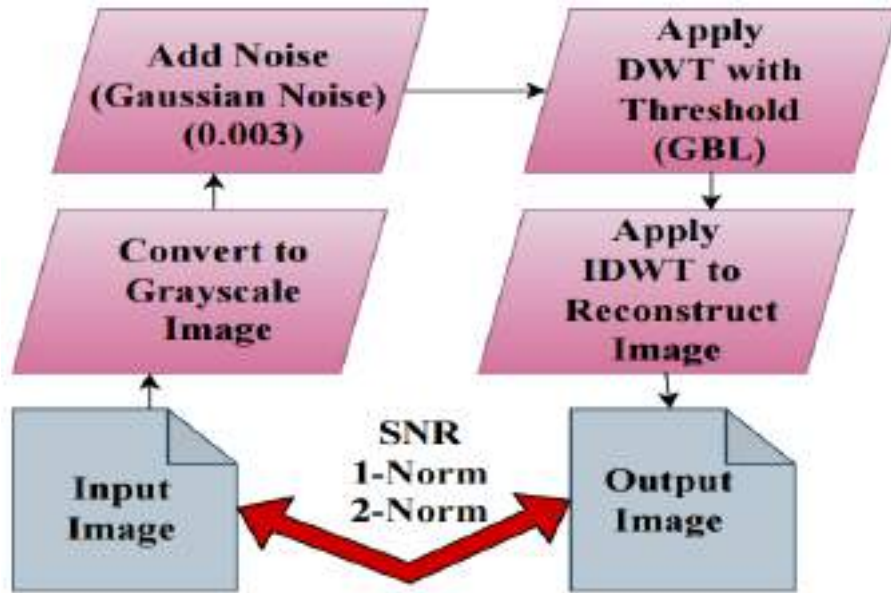 Add Noise
(Gaussian Noise)
(0.003)
Apply
DWT with
Threshold
(GBL)
Convert to
Grayscale
Image
Apply
IDWT to
Reconstruct
Image
Input
Image
SNR
1-Norm
2-Norm
Output
Image